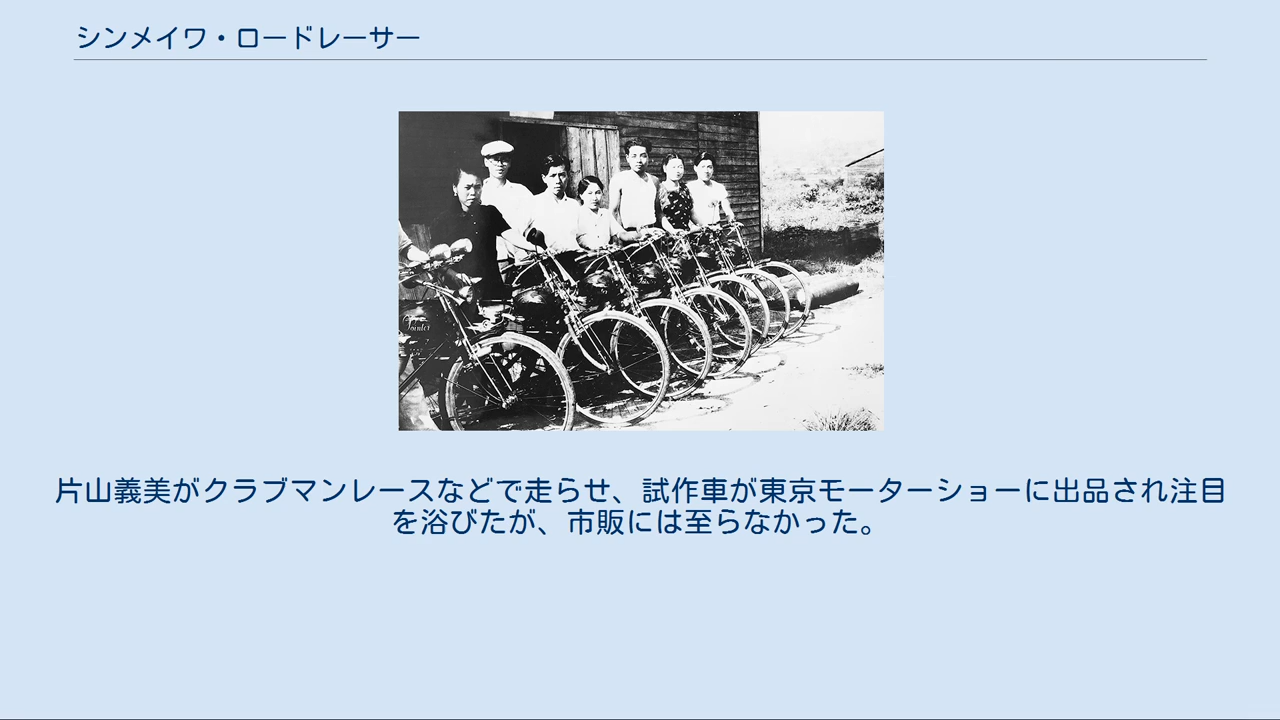 シンメイワ・ロードレーサー
Pointer
片山義美がクラブマンレースなどで走らせ、試作車が東京モーターショーに出品され注目
を浴びたが、市販には至らなかった。